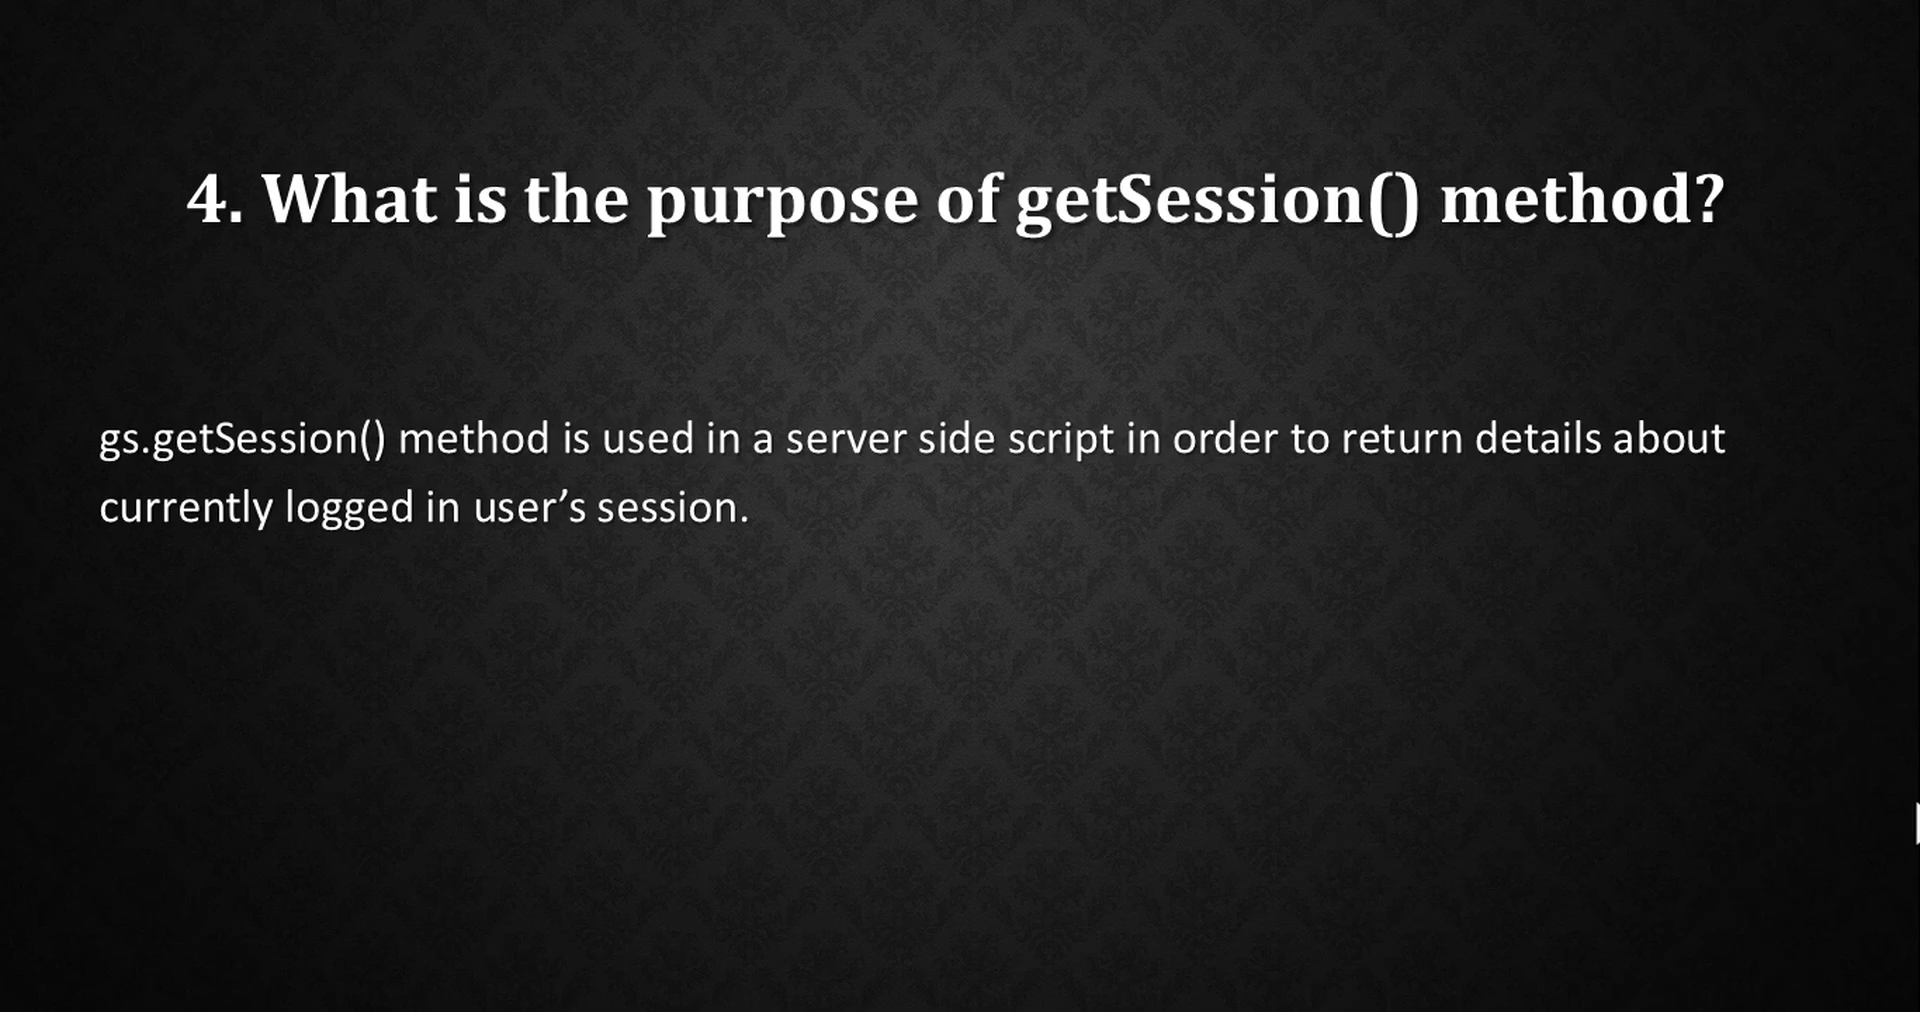 4. What is the purpose of getSession() method?
gs.getSession() method is used in a server side script in order to return details about
currently logged in user’s session.